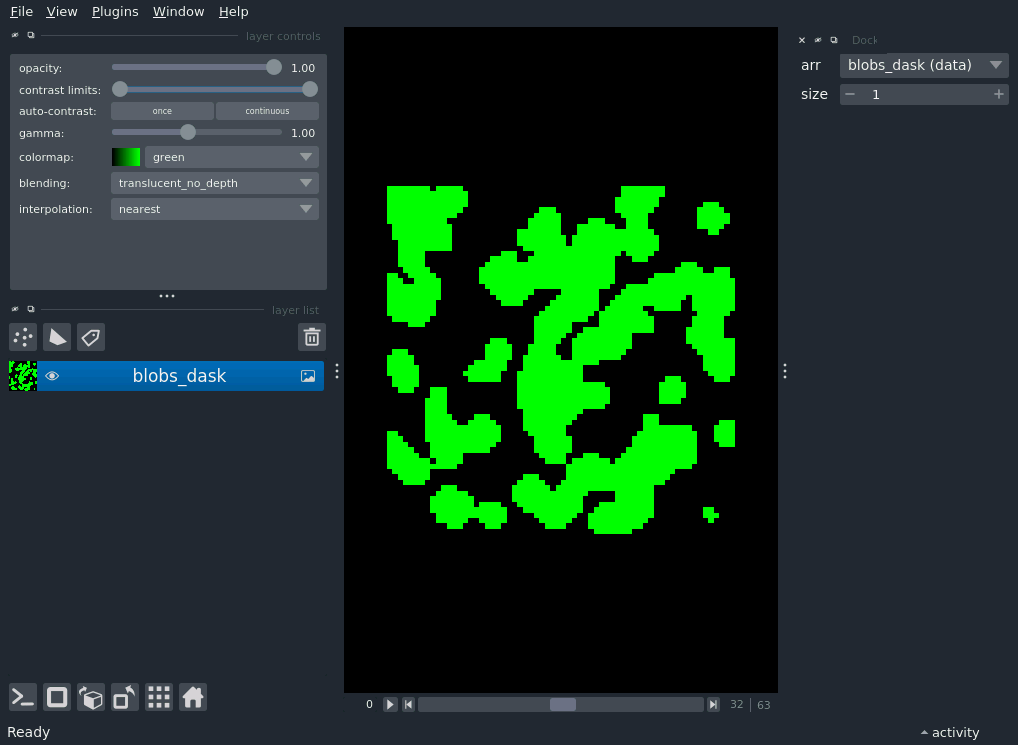 File View Plugins Window Help
layer controls
opacity: 1.00
contrast limits:
auto-contrast: once continuous
gamma: 1.00
colormap: green
blending: translucent_no_depth
interpolation: nearest
layer list
blobs_dask
Dock
arr blobs_dask (data)
size 1
0 32 63
Ready
activity